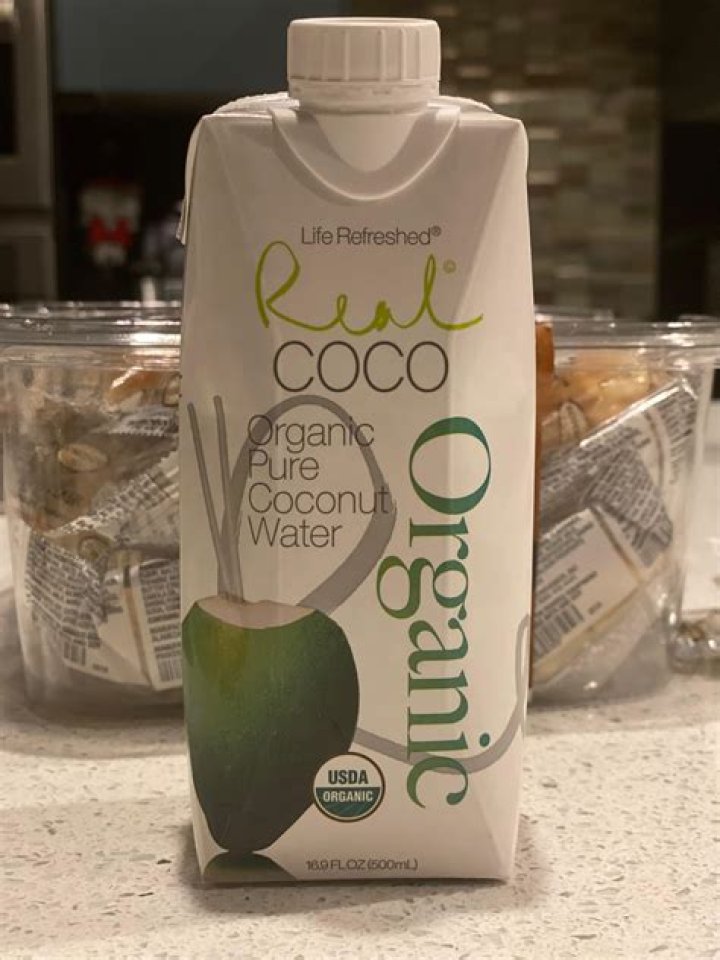 Life Refreshed®
Real©
COCO
Organic
Pure
Coconut
Water
Organic
USDA
ORGANIC
16.9 FL OZ (500mL)